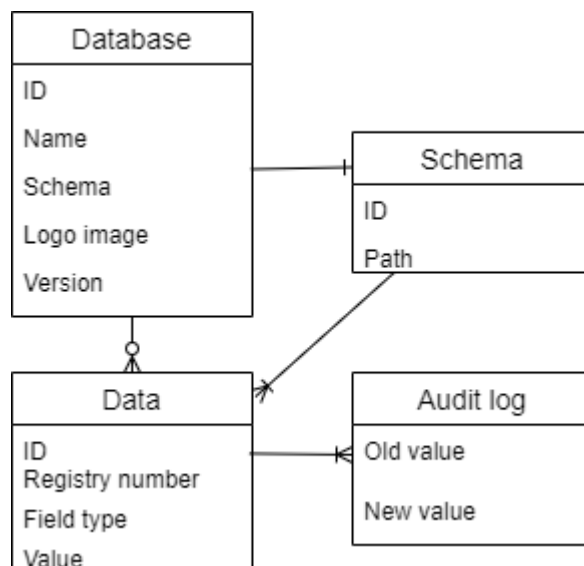 Database
ID
Name
Schema
Logo image
Version
Schema
ID
Path
Data
ID
Registry number
Field type
Value
Audit log
Old value
New value